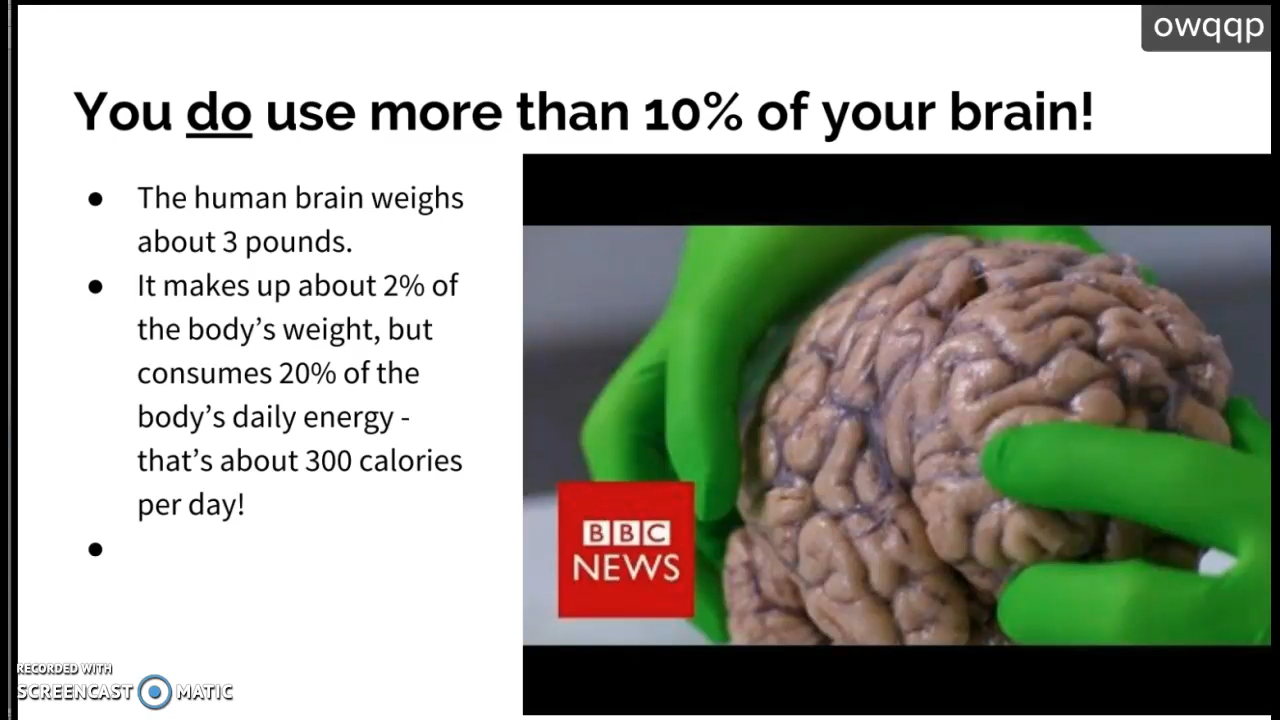 owqqp
You do use more than 10% of your brain!
● The human brain weighs
about 3 pounds.
● It makes up about 2% of
the body’s weight, but
consumes 20% of the
body’s daily energy -
that’s about 300 calories
per day!
●
BBC
NEWS
RECORDED WITH
SCREENCAST MATIC